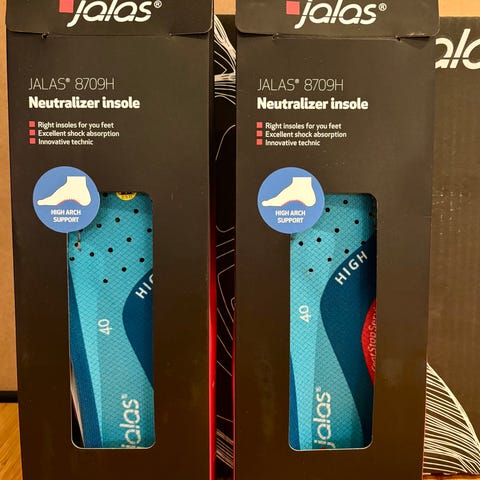 jalas®
JALAS® 8709H
Neutralizer insole
Right insoles for you feet
Excellent shock absorption
Innovative technic
HIGH ARCH
SUPPORT
HIGH
40
jalas®
jalas®
JALAS® 8709H
Neutralizer insole
Right insoles for you feet
Excellent shock absorption
Innovative technic
HIGH ARCH
SUPPORT
HIGH
40
jalas®